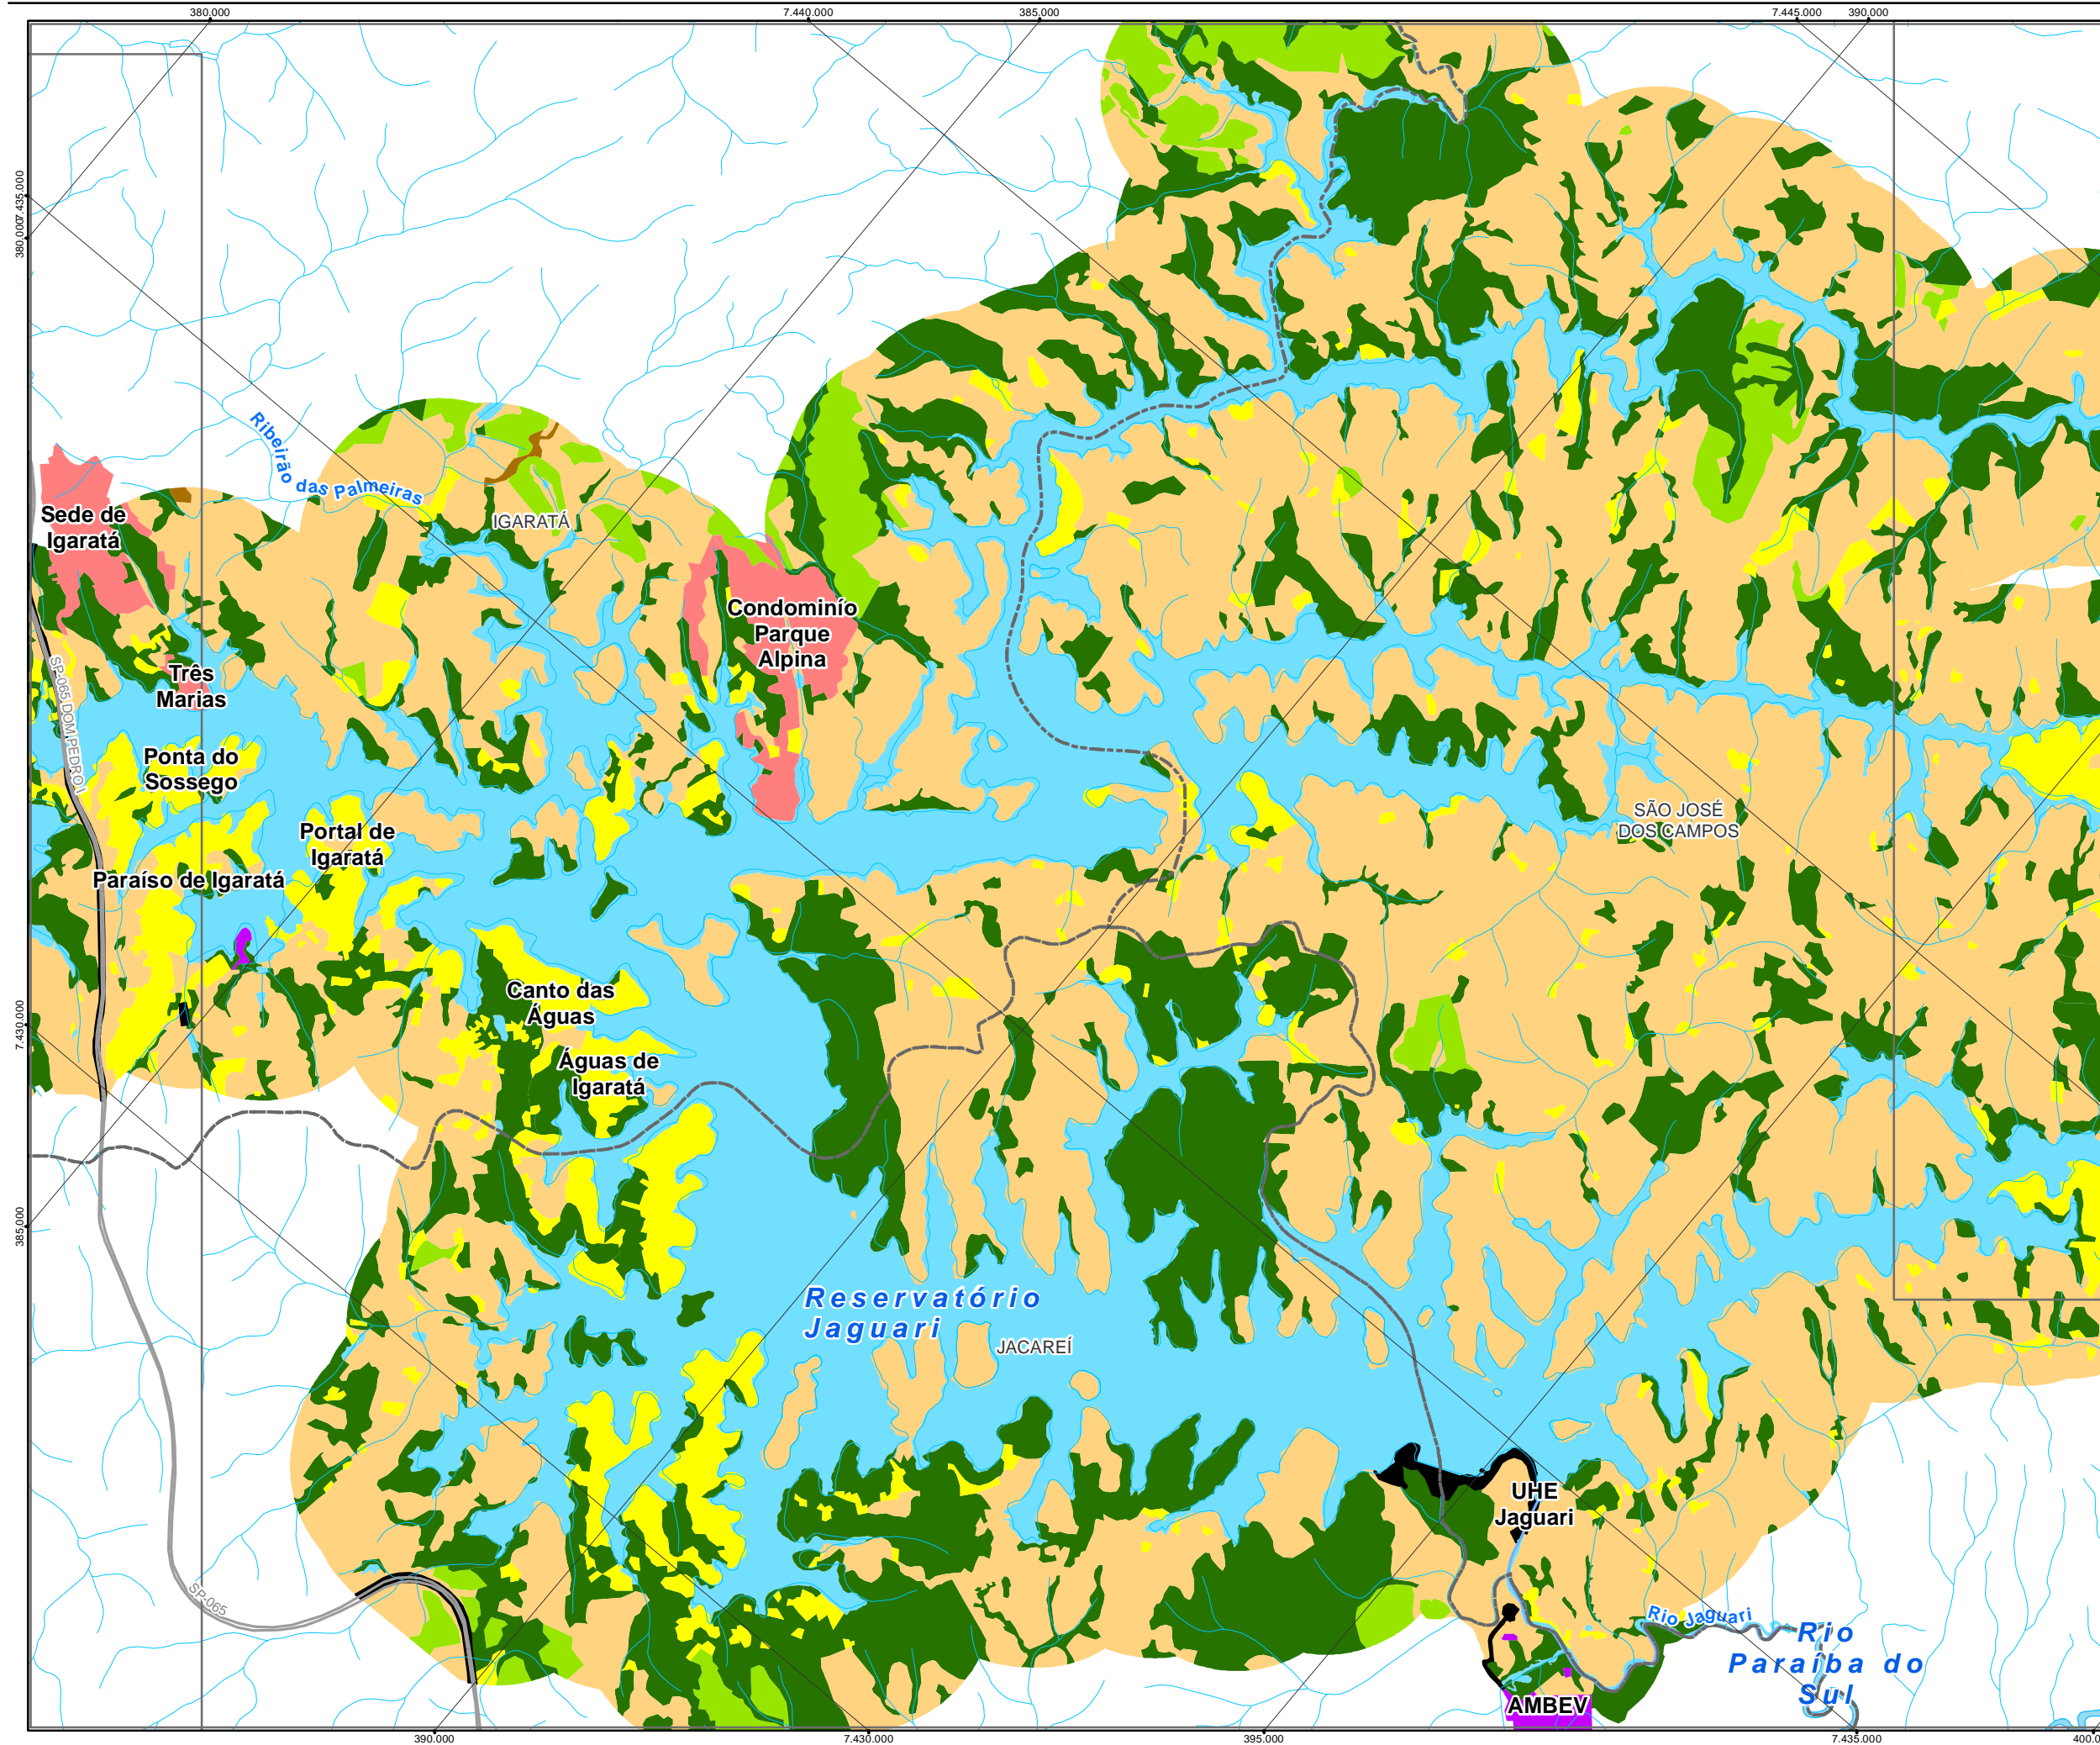 380.000
7.440.000
385.000
7.445.000
390.000
7.435.000
380.000
Ribeirão das Palmeiras
IGARATÁ
Sede de
Igaratá
Condominío
Parque
Alpina
Três
Marias
SP-065 DOM PEDRO I
Ponta do
Sossego
Portal de
Igaratá
SÃO JOSÉ
DOS CAMPOS
Paraíso de Igaratá
Canto das
Águas
7.430.000
Águas de
Igaratá
385.000
Reservatório
Jaguari
JACAREÍ
UHE
Jaguari
SP-065
Rio Jaguari
Rio
Paraíba do
Sul
AMBEV
390.000
7.430.000
395.000
7.435.000